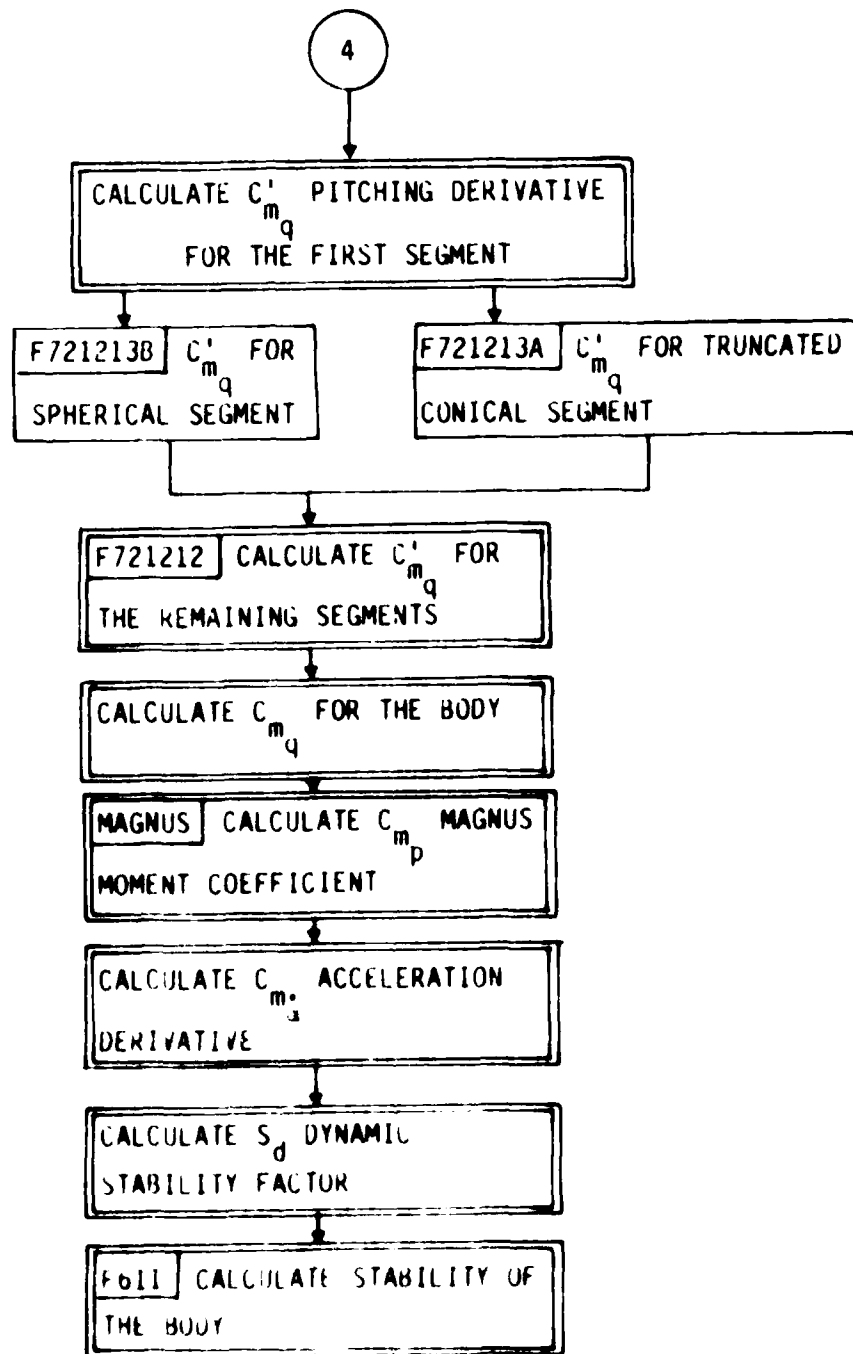 4
CALCULATE C'mq PITCHING DERIVATIVE
FOR THE FIRST SEGMENT
F721213B C'mq FOR
SPHERICAL SEGMENT
F721213A C'mq FOR TRUNCATED
CONICAL SEGMENT
F721212 CALCULATE C'mq FOR
THE REMAINING SEGMENTS
CALCULATE Cmq FOR THE BODY
MAGNUS CALCULATE Cmp MAGNUS
MOMENT COEFFICIENT
CALCULATE Cmα̇ ACCELERATION
DERIVATIVE
CALCULATE Sd DYNAMIC
STABILITY FACTOR
F611 CALCULATE STABILITY OF
THE BODY